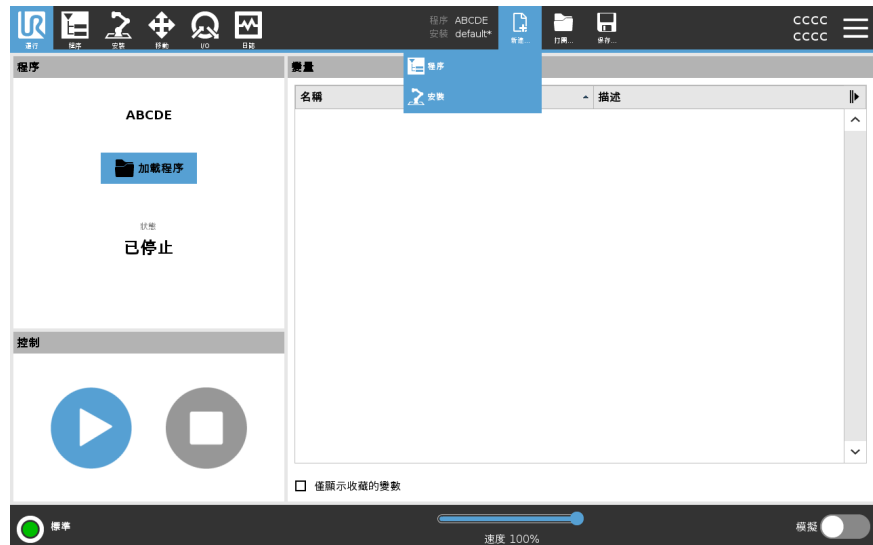 UR
運行 程序 安裝 移動 I/O 日誌
程序 ABCDE
安裝 default*
新建... 打開... 保存...
CCCC
CCCC
程序
安裝
程序
ABCDE
加載程序
狀態
已停止
控制
變量
名稱 描述
僅顯示收藏的變數
標準
速度 100%
模擬